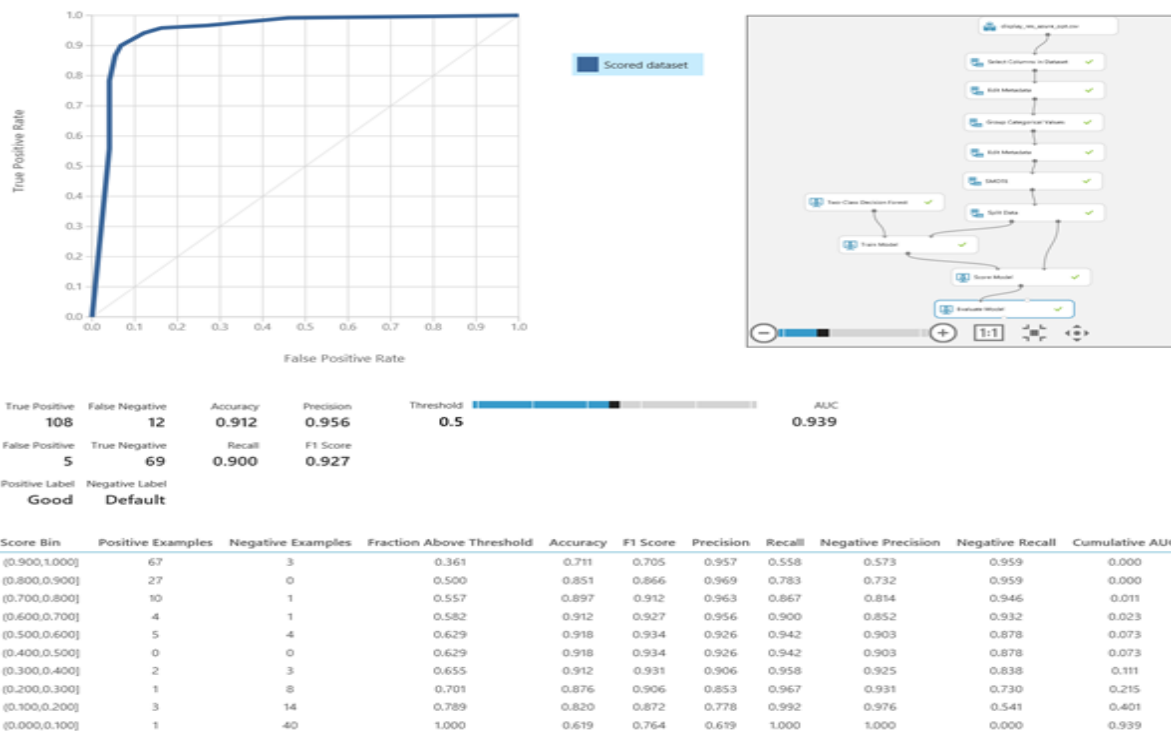 1.0
0.9
0.8
0.7
0.6
0.5
0.4
0.3
0.2
0.1
0.0
True Positive Rate
0.0 0.1 0.2 0.3 0.4 0.5 0.6 0.7 0.8 0.9 1.0
False Positive Rate
Scored dataset
Select Columns in Dataset
Edit Metadata
Group Categorical Values
Edit Metadata
SMOTE
Two-Class Decision Forest
Split Data
Train Model
Score Model
Evaluate Model
1:1
True Positive False Negative Accuracy Precision Threshold AUC
108 12 0.912 0.956 0.5 0.939
False Positive True Negative Recall F1 Score
5 69 0.900 0.927
Positive Label Negative Label
Good Default
Score Bin Positive Examples Negative Examples Fraction Above Threshold Accuracy F1 Score Precision Recall Negative Precision Negative Recall Cumulative AUC
(0.900,1.000] 67 3 0.361 0.711 0.705 0.957 0.558 0.573 0.959 0.000
(0.800,0.900] 27 0 0.500 0.851 0.866 0.969 0.783 0.732 0.959 0.000
(0.700,0.800] 10 1 0.557 0.897 0.912 0.963 0.867 0.814 0.946 0.011
(0.600,0.700] 4 1 0.582 0.912 0.927 0.956 0.900 0.852 0.932 0.023
(0.500,0.600] 5 4 0.629 0.918 0.934 0.926 0.942 0.903 0.878 0.073
(0.400,0.500] 0 0 0.629 0.918 0.934 0.926 0.942 0.903 0.878 0.073
(0.300,0.400] 2 3 0.655 0.912 0.931 0.906 0.958 0.925 0.838 0.111
(0.200,0.300] 1 8 0.701 0.876 0.906 0.853 0.967 0.931 0.730 0.215
(0.100,0.200] 3 14 0.789 0.820 0.872 0.778 0.992 0.976 0.541 0.401
(0.000,0.100] 1 40 1.000 0.619 0.764 0.619 1.000 1.000 0.000 0.939